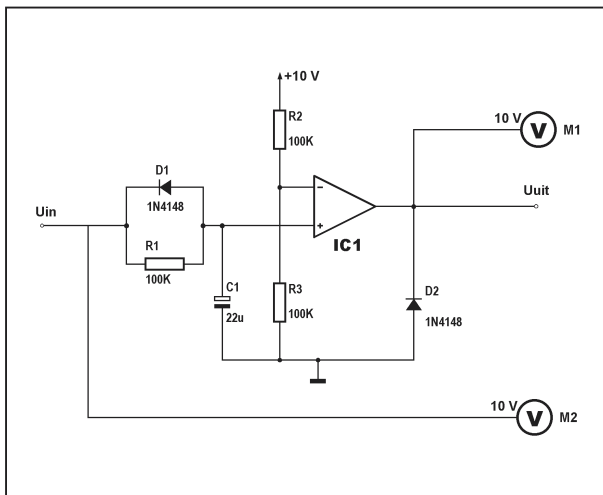 +10 V
R2
100K
10 V
V
M1
D1
1N4148
Uin
Uuit
-
+
IC1
R1
100K
C1
22u
R3
100K
D2
1N4148
10 V
V
M2